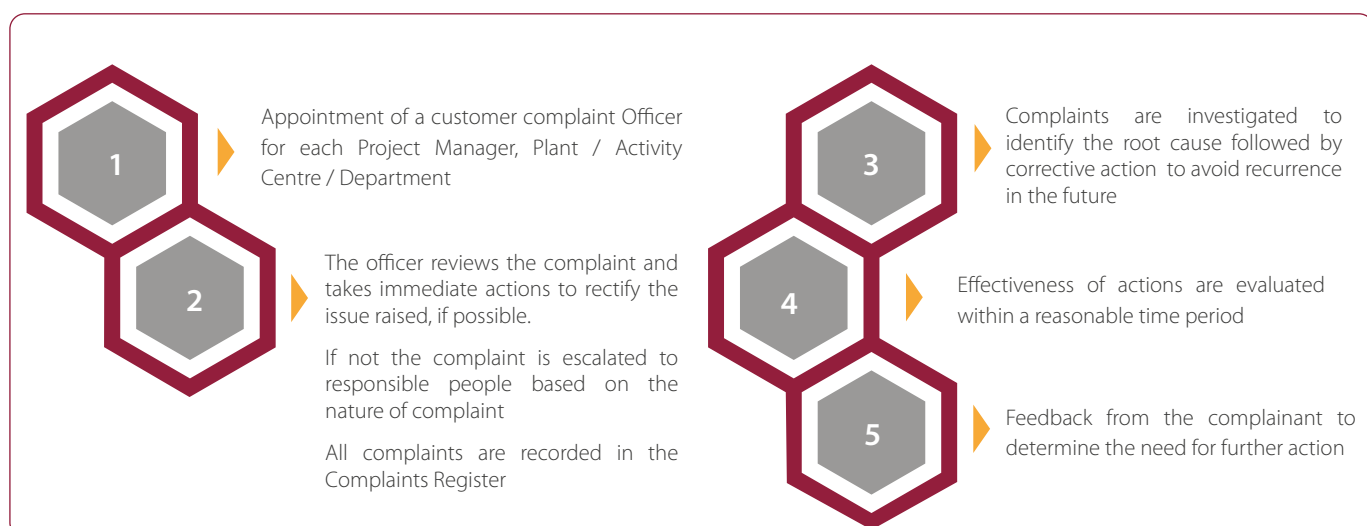 1
Appointment of a customer complaint Officer
for each Project Manager, Plant / Activity
Centre / Department
2
The officer reviews the complaint and
takes immediate actions to rectify the
issue raised, if possible.
If not the complaint is escalated to
responsible people based on the
nature of complaint
All complaints are recorded in the
Complaints Register
3
Complaints are investigated to
identify the root cause followed by
corrective action to avoid recurrence
in the future
4
Effectiveness of actions are evaluated
within a reasonable time period
5
Feedback from the complainant to
determine the need for further action